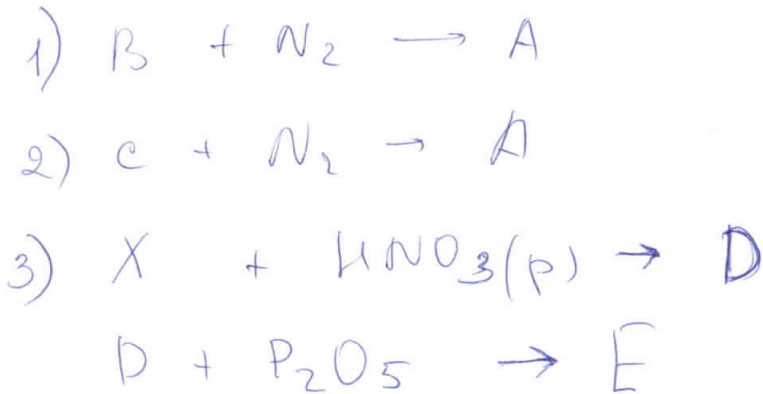 1) B + N2 → A
2) C + N2 → A
3) X + HNO3(p) → D
D + P2O5 → E